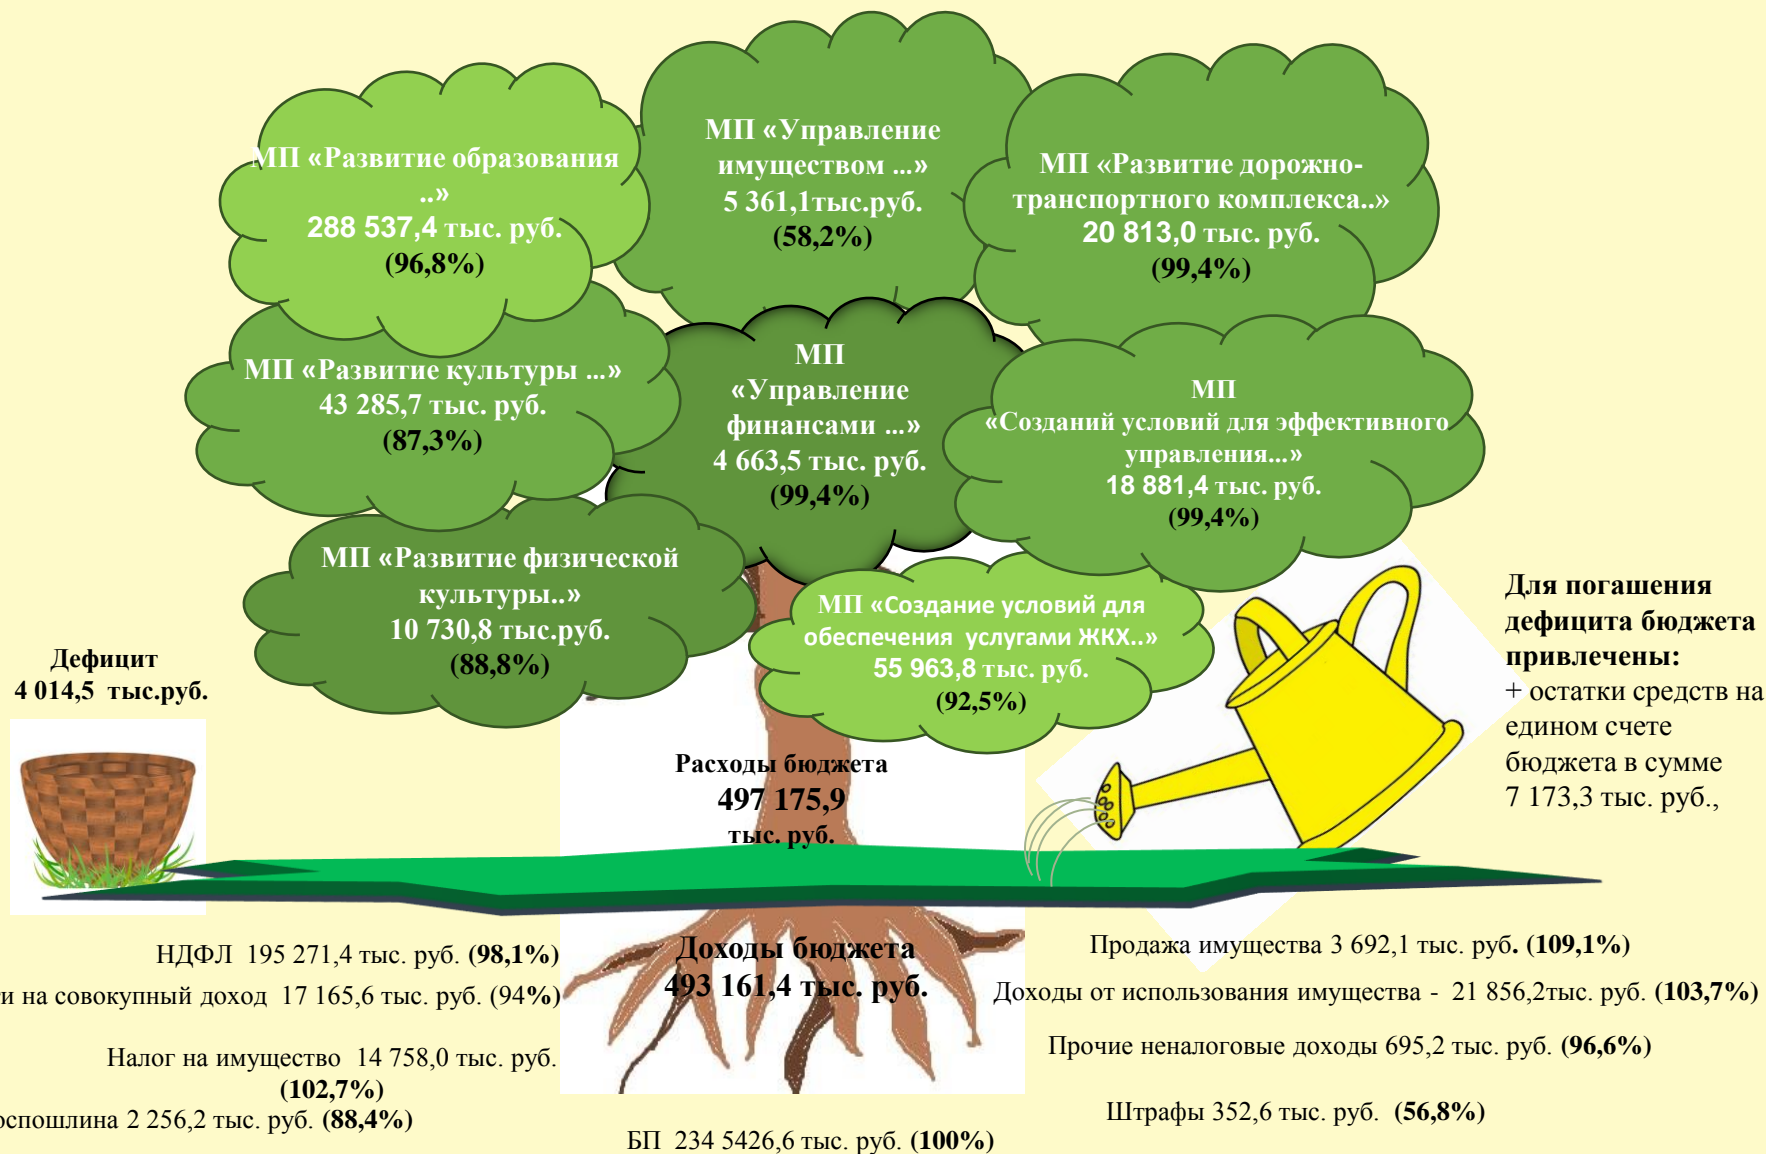 МП «Развитие образования
..»
288 537,4 тыс. руб.
(96,8%)
МП «Управление
имуществом ...»
5 361,1тыс.руб.
(58,2%)
МП «Развитие дорожно-
транспортного комплекса..»
20 813,0 тыс. руб.
(99,4%)
МП «Развитие культуры ...»
43 285,7 тыс. руб.
(87,3%)
МП
«Управление
финансами ...»
4 663,5 тыс. руб.
(99,4%)
МП
«Созданий условий для эффективного
управления...»
18 881,4 тыс. руб.
(99,4%)
МП «Развитие физической
культуры..»
10 730,8 тыс.руб.
(88,8%)
МП «Создание условий для
обеспечения услугами ЖКХ..»
55 963,8 тыс. руб.
(92,5%)
Дефицит
4 014,5 тыс.руб.
Для погашения
дефицита бюджета
привлечены:
+ остатки средств на
едином счете
бюджета в сумме
7 173,3 тыс. руб.,
Расходы бюджета
497 175,9
тыс. руб.
Доходы бюджета
493 161,4 тыс. руб.
НДФЛ 195 271,4 тыс. руб. (98,1%)
и на совокупный доход 17 165,6 тыс. руб. (94%)
Налог на имущество 14 758,0 тыс. руб.
(102,7%)
оспошлина 2 256,2 тыс. руб. (88,4%)
БП 234 5426,6 тыс. руб. (100%)
Продажа имущества 3 692,1 тыс. руб. (109,1%)
Доходы от использования имущества - 21 856,2тыс. руб. (103,7%)
Прочие неналоговые доходы 695,2 тыс. руб. (96,6%)
Штрафы 352,6 тыс. руб. (56,8%)